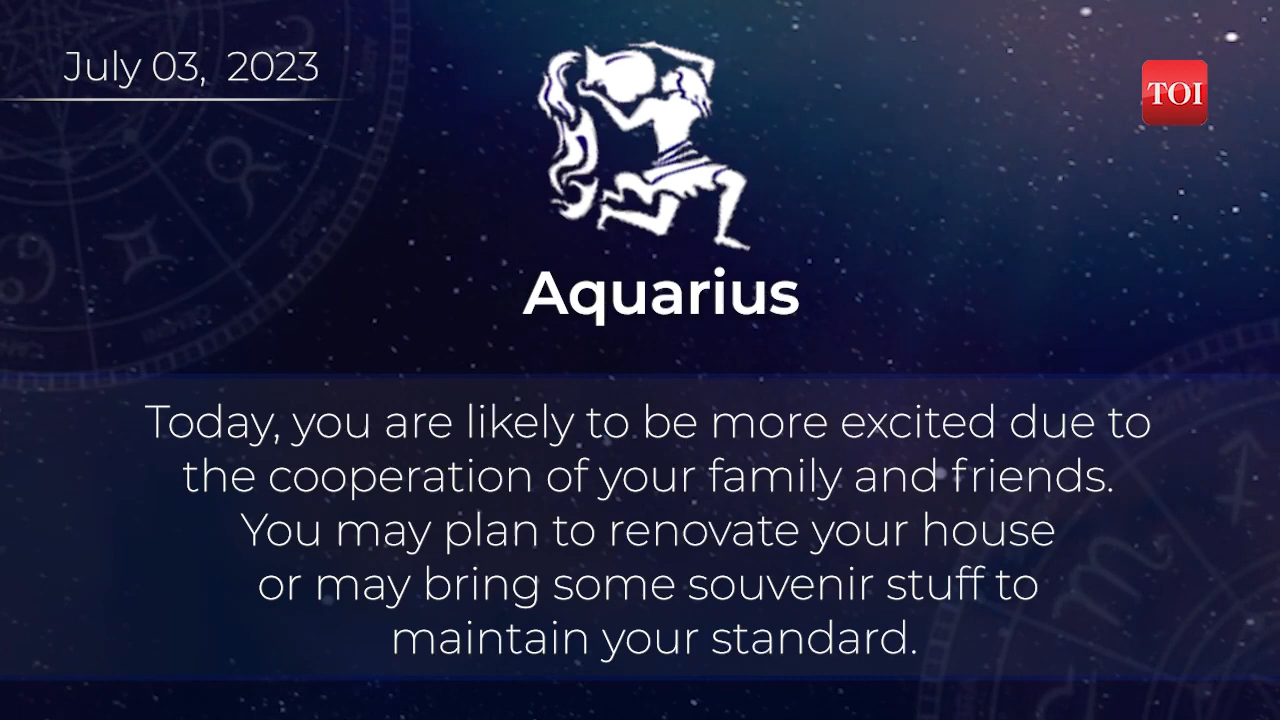 July 03, 2023
TOI
Aquarius
Today, you are likely to be more excited due to
the cooperation of your family and friends.
You may plan to renovate your house
or may bring some souvenir stuff to
maintain your standard.